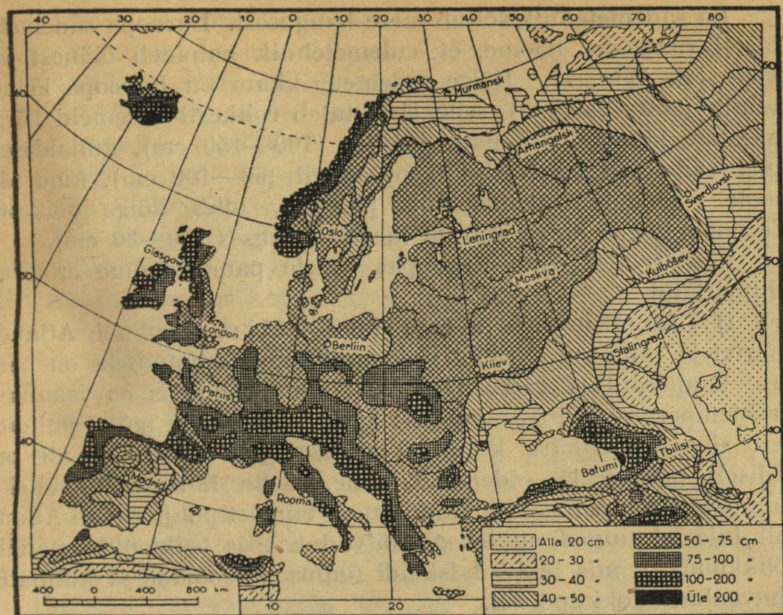 40 30 20 10 0 10 20 30 40 50 60 70 80
Murmansk
Arhangelsk
60
Sverdlovsk
Oslo
Leningrad
Glasgow
Moskva
Kuibõšev
50
London
Berliin
Stalingrad
Kiiev
Pariis
40
40
Madrid
Tbilisi
Batumi
Rooma
Alla 20 cm
50-75 cm
20-30 "
75-100 "
30-40 "
100-200 "
40-50 "
Üle 200 "
400 0 400 800 km
0 10 20